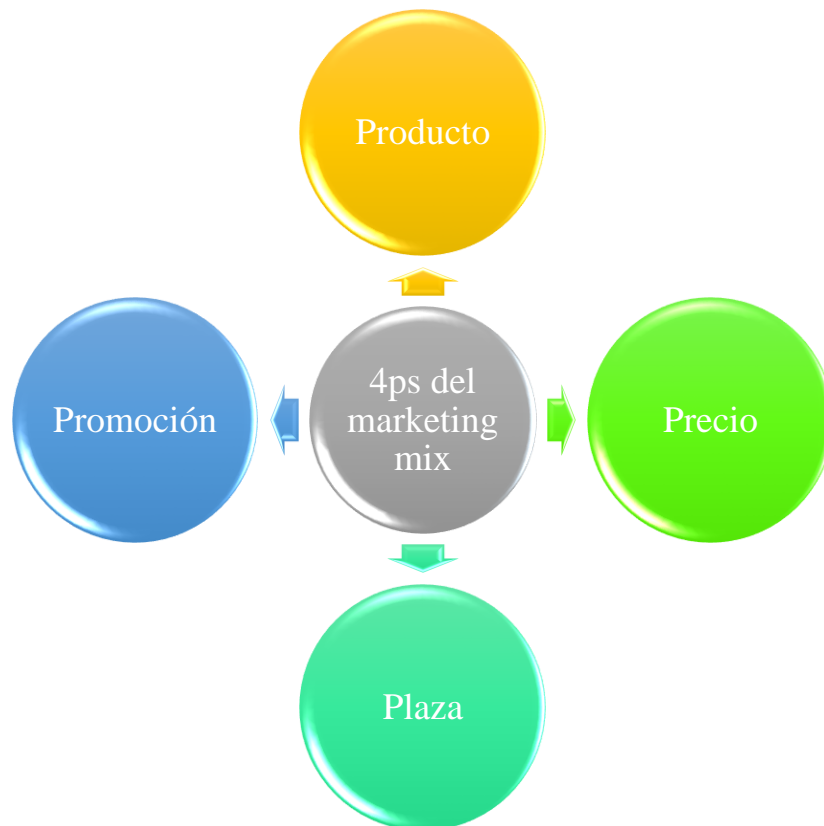 Producto
Promoción
4ps del
marketing
mix
Precio
Plaza